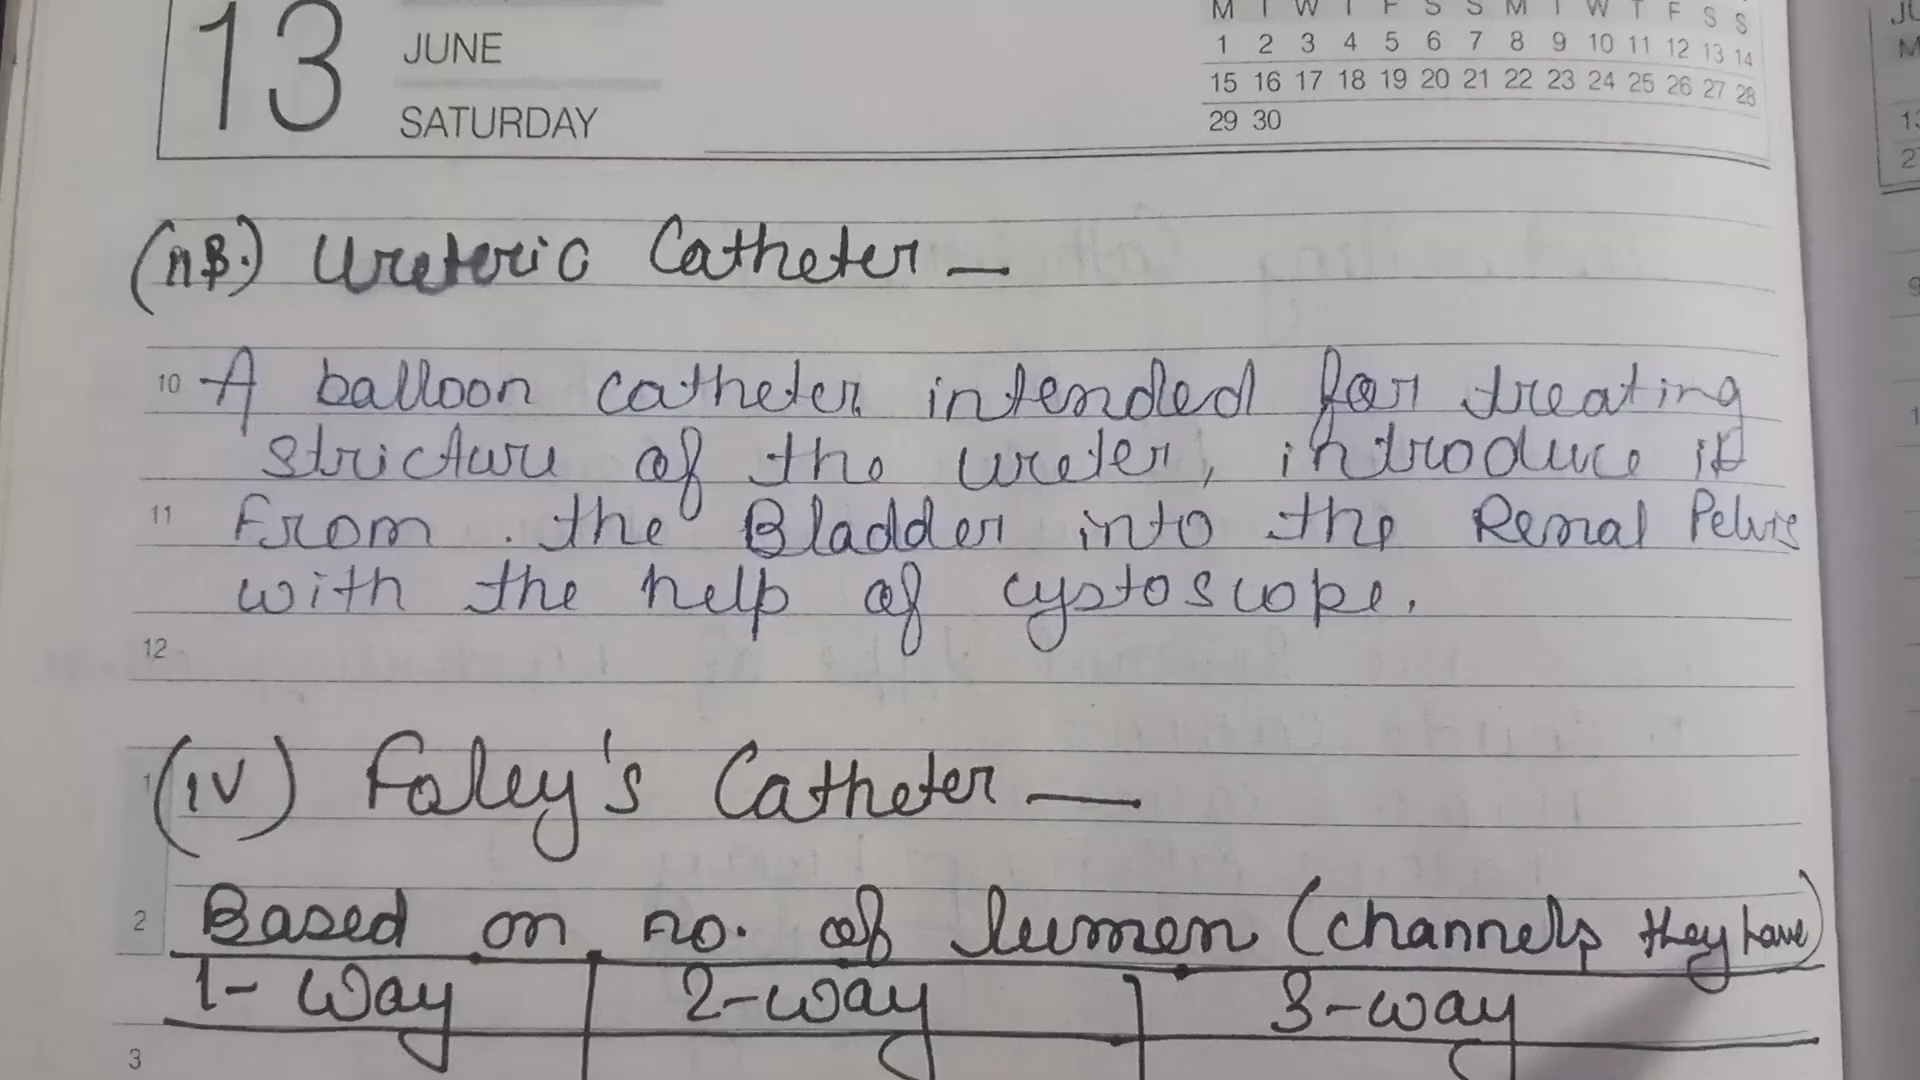 13
JUNE
SATURDAY
M T W T F S S M T W T F S S
1 2 3 4 5 6 7 8 9 10 11 12 13 14
15 16 17 18 19 20 21 22 23 24 25 26 27 28
29 30
Ureteric Catheter —
10 A balloon catheter intended for treating
stricture of the ureter, introduce it
11 From the Bladder into the Renal Pelvis
with the help of cystoscope.
12
1 (iv) Foley's Catheter —
2 Based on no. of lumen (channels they have)
1-way 2-way 3-way
3